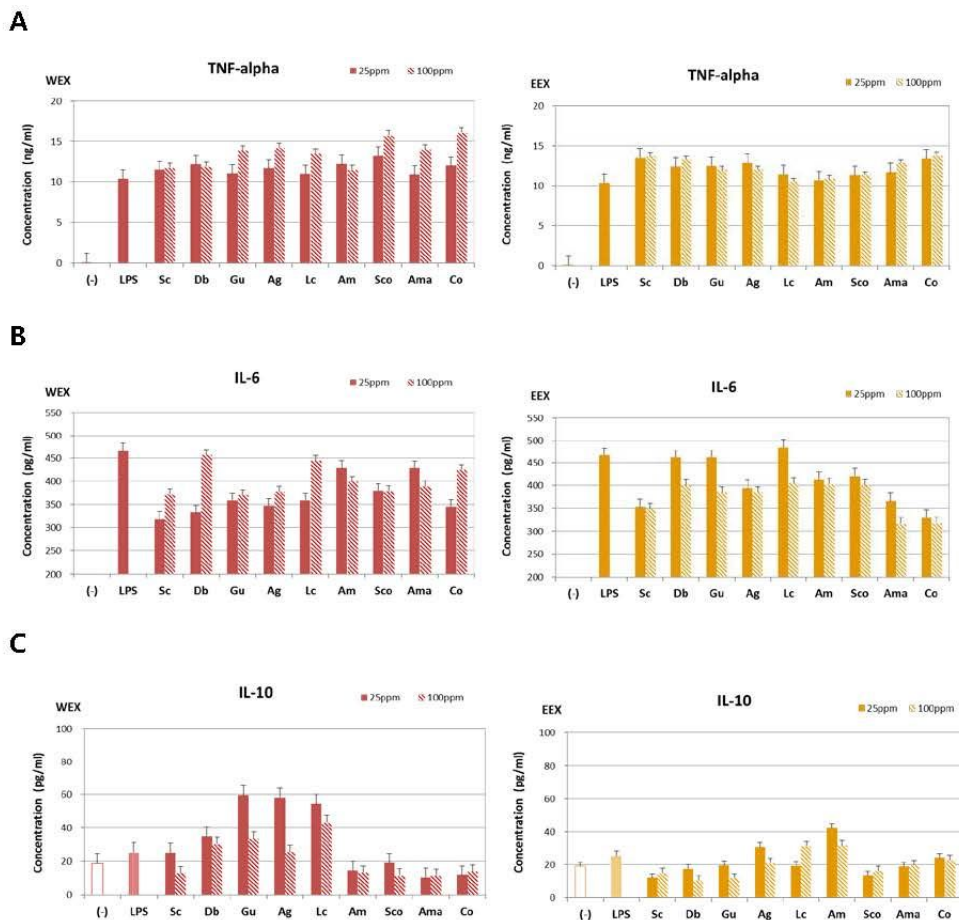 A
TNF-alpha
WEX
25ppm 100ppm
Concentration (ng/ml)
20
15
10
5
0
(-) LPS Sc Db Gu Ag Lc Am Sco Ama Co
TNF-alpha
EEX
25ppm 100ppm
Concentration (ng/ml)
20
15
10
5
0
(-) LPS Sc Db Gu Ag Lc Am Sco Ama Co
B
IL-6
WEX
25ppm 100ppm
Concentration (pg/ml)
550
500
450
400
350
300
250
200
(-) LPS Sc Db Gu Ag Lc Am Sco Ama Co
IL-6
EEX
25ppm 100ppm
Concentration (pg/ml)
550
500
450
400
350
300
250
200
(-) LPS Sc Db Gu Ag Lc Am Sco Ama Co
C
IL-10
WEX
25ppm 100ppm
Concentration (pg/ml)
100
80
60
40
20
0
(-) LPS Sc Db Gu Ag Lc Am Sco Ama Co
IL-10
EEX
25ppm 100ppm
Concentration (pg/ml)
100
80
60
40
20
0
(-) LPS Sc Db Gu Ag Lc Am Sco Ama Co